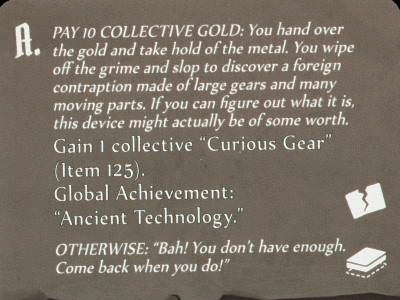 A. PAY 10 COLLECTIVE GOLD: You hand over
the gold and take hold of the metal. You wipe
off the grime and slop to discover a foreign
contraption made of large gears and many
moving parts. If you can figure out what it is,
this device might actually be of some worth.
Gain 1 collective “Curious Gear”
(Item 125).
Global Achievement:
“Ancient Technology.”
OTHERWISE: “Bah! You don’t have enough.
Come back when you do!”